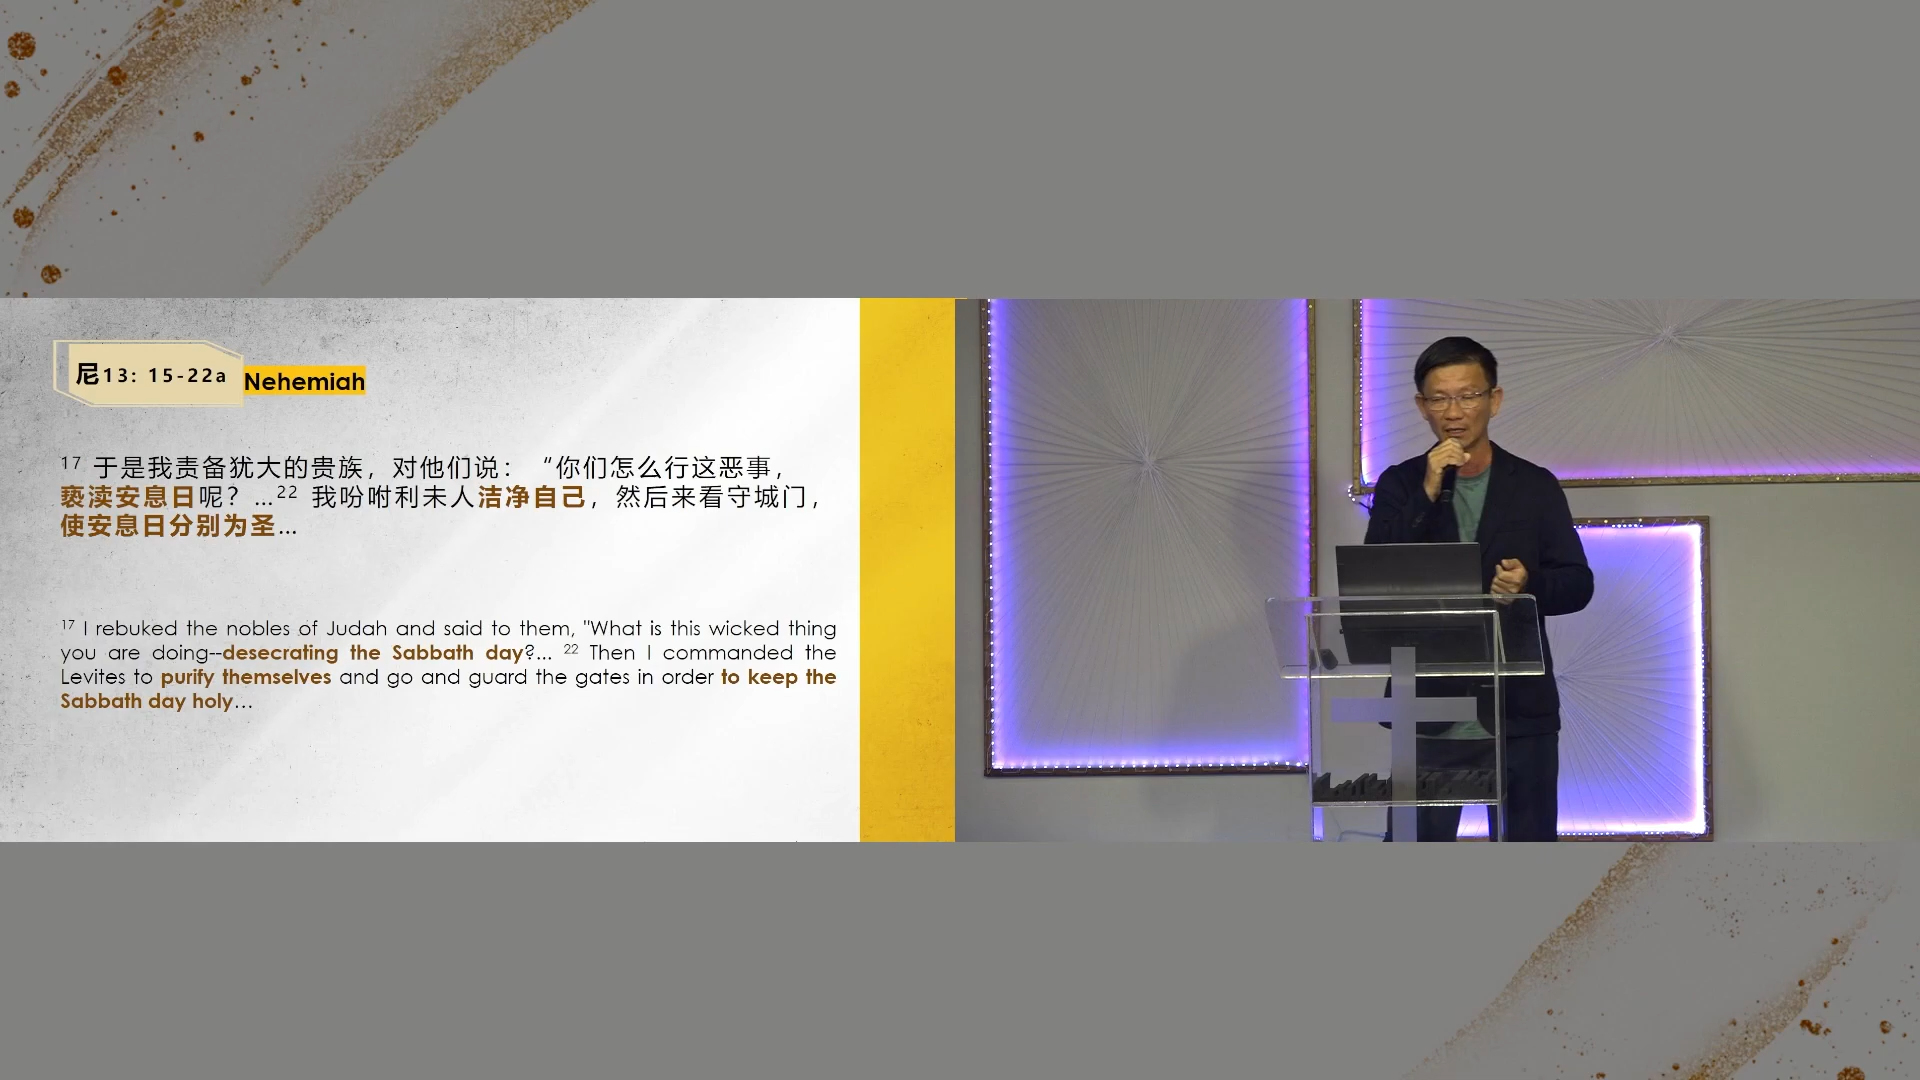 尼13: 15-22a
Nehemiah
17 于是我责备犹大的贵族，对他们说：“你们怎么行这恶事，
亵渎安息日呢？...22 我吩咐利未人洁净自己，然后来看守城门，
使安息日分别为圣...
17 I rebuked the nobles of Judah and said to them, "What is this wicked thing
you are doing--desecrating the Sabbath day?... 22 Then I commanded the
Levites to purify themselves and go and guard the gates in order to keep the
Sabbath day holy...